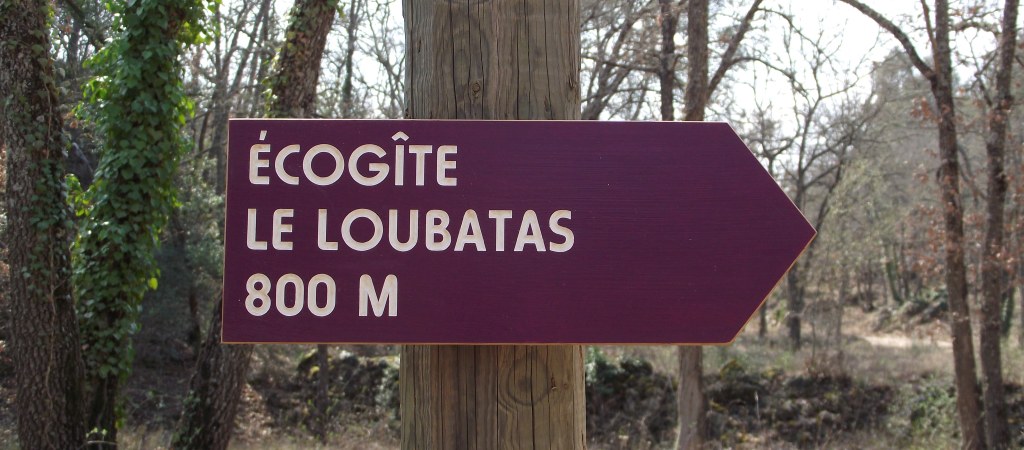 ÉCOGÎTE
LE LOUBATAS
800 M